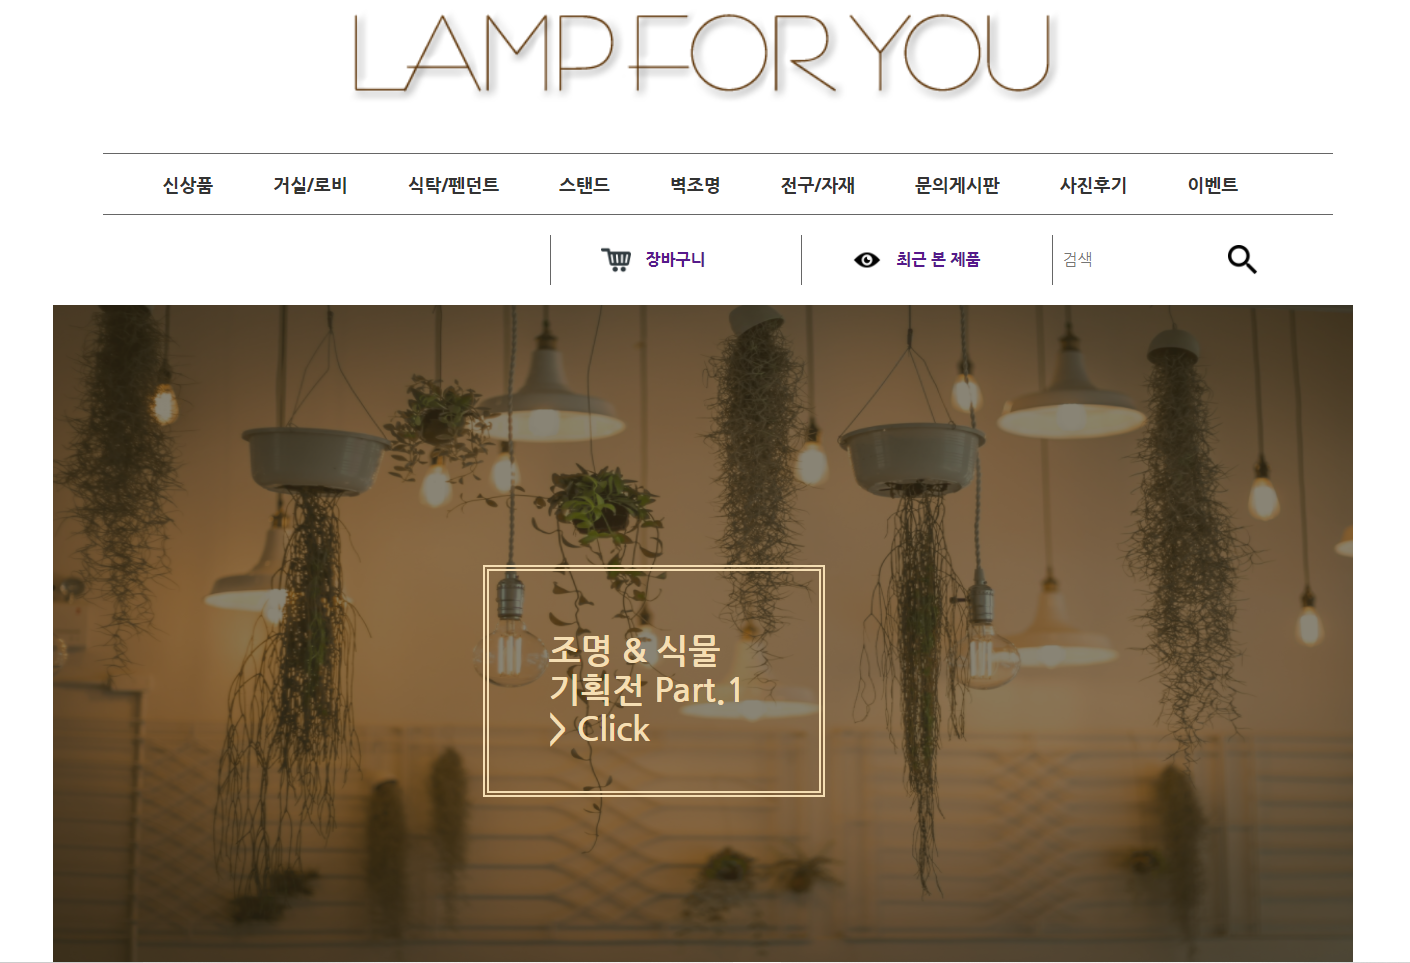 LAMP FOR YOU
신상품 거실/로비 식탁/펜던트 스탠드 벽조명 전구/자재 문의게시판 사진후기 이벤트
장바구니 최근 본 제품 검색
조명 & 식물
기획전 Part.1
> Click